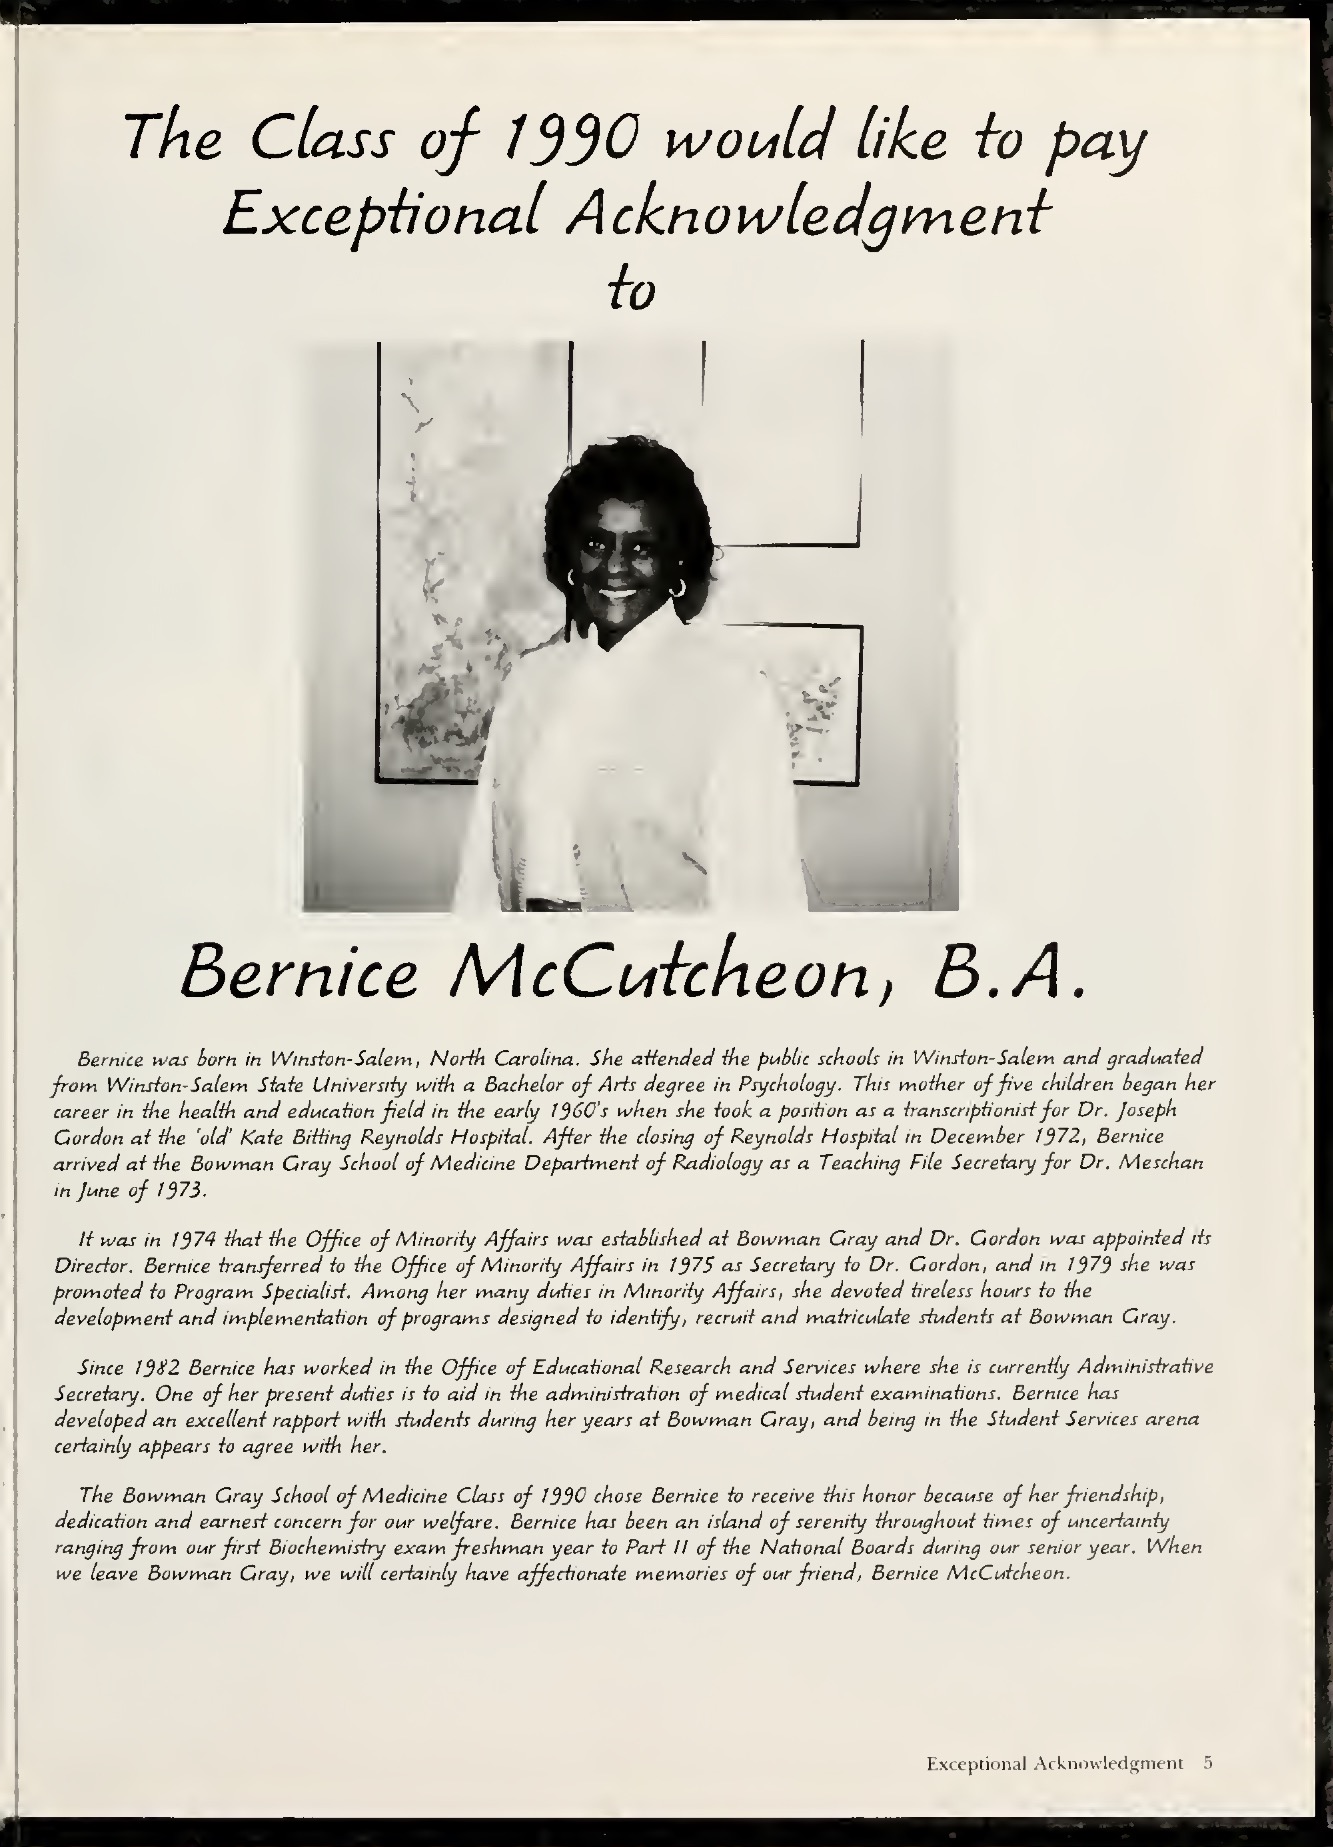 The Class of 1990 would like to pay
Exceptional Acknowledgment
to
Bernice McCutcheon, B.A.
Bernice was born in Winston-Salem, North Carolina. She attended the public schools in Winston-Salem and graduated
from Winston-Salem State University with a Bachelor of Arts degree in Psychology. This mother of five children began her
career in the health and education field in the early 1960's when she took a position as a transcriptionist for Dr. Joseph
Gordon at the 'old' Kate Bitting Reynolds Hospital. After the closing of Reynolds Hospital in December 1972, Bernice
arrived at the Bowman Gray School of Medicine Department of Radiology as a Teaching File Secretary for Dr. Meschan
in June of 1973.
It was in 1974 that the Office of Minority Affairs was established at Bowman Gray and Dr. Gordon was appointed its
Director. Bernice transferred to the Office of Minority Affairs in 1975 as Secretary to Dr. Gordon, and in 1979 she was
promoted to Program Specialist. Among her many duties in Minority Affairs, she devoted tireless hours to the
development and implementation of programs designed to identify, recruit and matriculate students at Bowman Gray.
Since 1982 Bernice has worked in the Office of Educational Research and Services where she is currently Administrative
Secretary. One of her present duties is to aid in the administration of medical student examinations. Bernice has
developed an excellent rapport with students during her years at Bowman Gray, and being in the Student Services arena
certainly appears to agree with her.
The Bowman Gray School of Medicine Class of 1990 chose Bernice to receive this honor because of her friendship,
dedication and earnest concern for our welfare. Bernice has been an island of serenity throughout times of uncertainty
ranging from our first Biochemistry exam freshman year to Part II of the National Boards during our senior year. When
we leave Bowman Gray, we will certainly have affectionate memories of our friend, Bernice McCutcheon.
Exceptional Acknowledgment 5